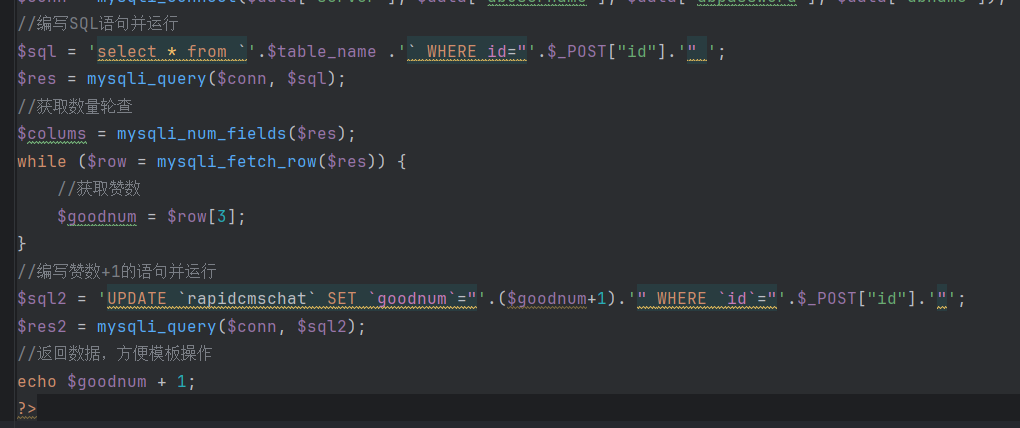 //编写SQL语句并运行
$sql = 'select * from `'.$table_name .'` WHERE id="'.$_POST["id"].'" ';
$res = mysqli_query($conn, $sql);
//获取数量轮查
$colums = mysqli_num_fields($res);
while ($row = mysqli_fetch_row($res)) {
//获取赞数
$goodnum = $row[3];
}
//编写赞数+1的语句并运行
$sql2 = 'UPDATE `rapidcmschat` SET `goodnum`="'.($goodnum+1).'" WHERE `id`="'.$_POST["id"].'"';
$res2 = mysqli_query($conn, $sql2);
//返回数据，方便模板操作
echo $goodnum + 1;
?>